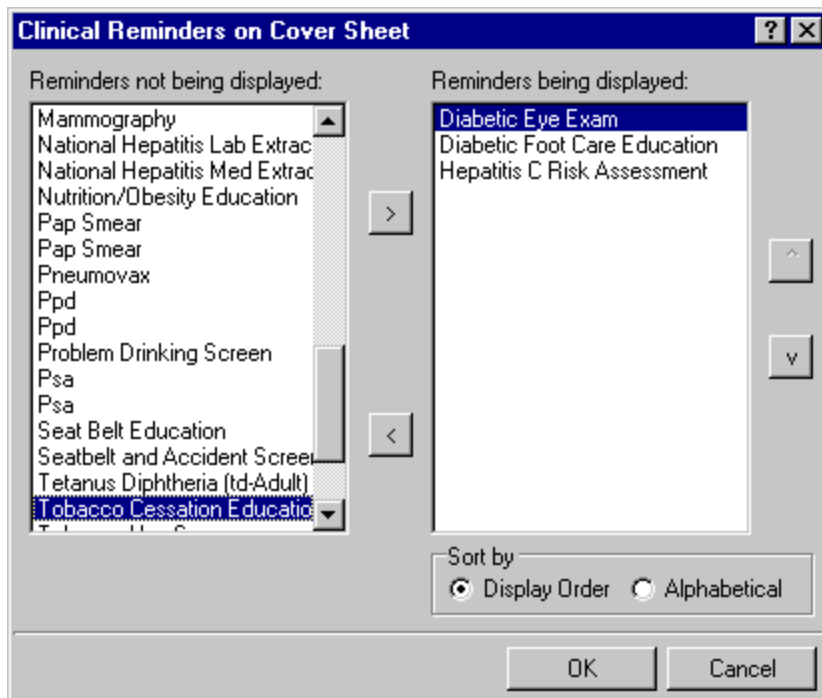 Clinical Reminders on Cover Sheet
Reminders not being displayed:
Mammography
National Hepatitis Lab Extrac
National Hepatitis Med Extrac
Nutrition/Obesity Education
Pap Smear
Pap Smear
Pneumovax
Ppd
Ppd
Problem Drinking Screen
Psa
Psa
Seat Belt Education
Seatbelt and Accident Screen
Tetanus Diphtheria (td-Adult)
Tobacco Cessation Educatio
>
<
Reminders being displayed:
Diabetic Eye Exam
Diabetic Foot Care Education
Hepatitis C Risk Assessment
^
v
Sort by
Display Order Alphabetical
OK Cancel